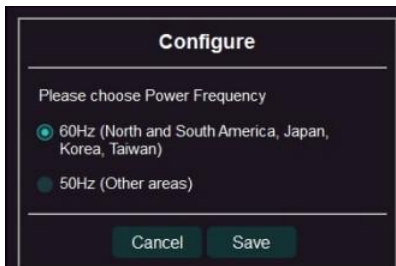 Configure
Please choose Power Frequency
60Hz (North and South America, Japan,
Korea, Taiwan)
50Hz (Other areas)
Cancel Save